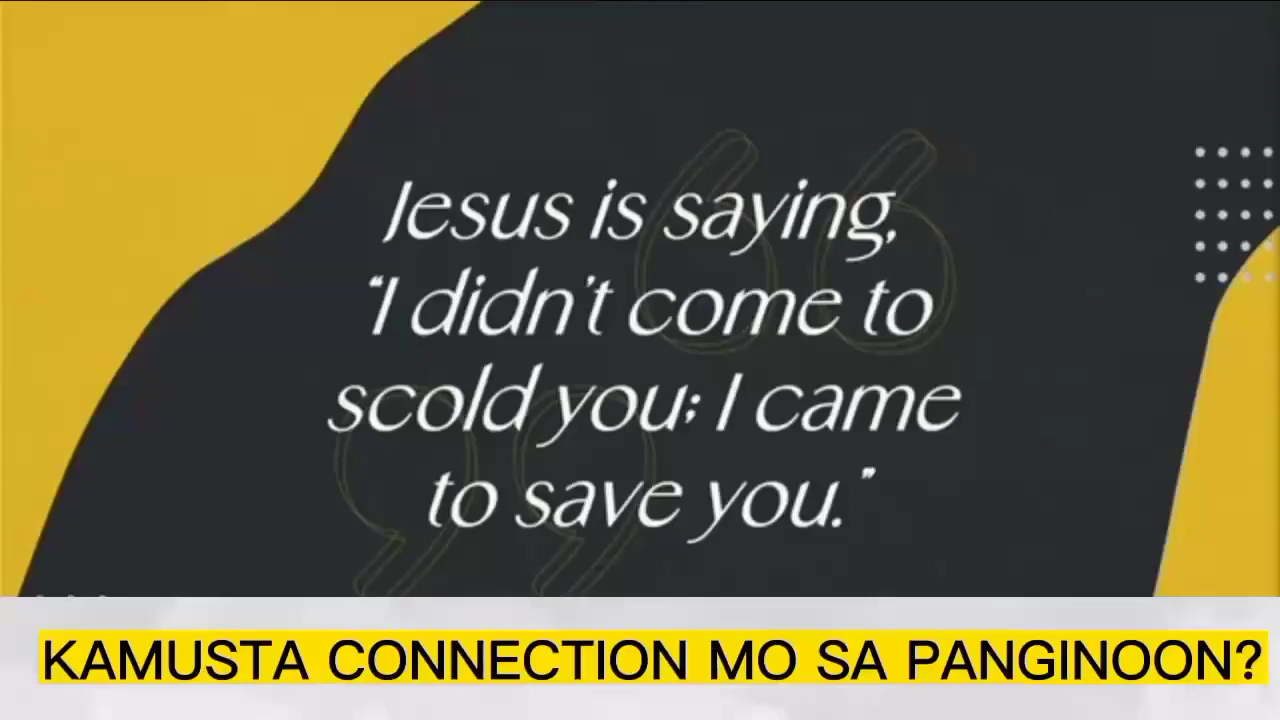 Jesus is saying,
“I didn't come to
scold you; I came
to save you.”
KAMUSTA CONNECTION MO SA PANGINOON?